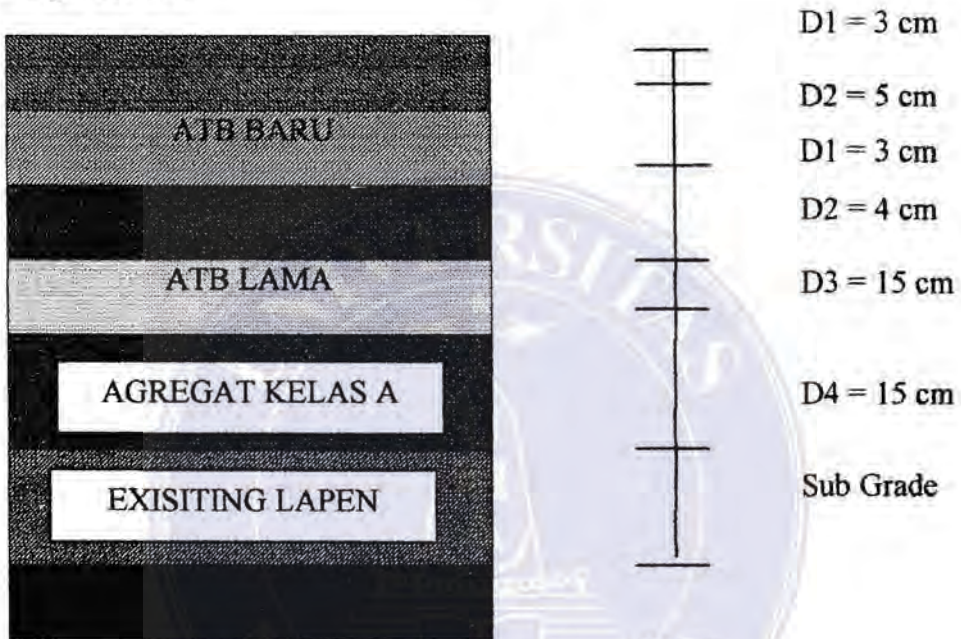 D1 = 3 cm
D2 = 5 cm
ATB BARU
D1 = 3 cm
D2 = 4 cm
ATB LAMA
D3 = 15 cm
AGREGAT KELAS A
D4 = 15 cm
EXISITING LAPEN
Sub Grade